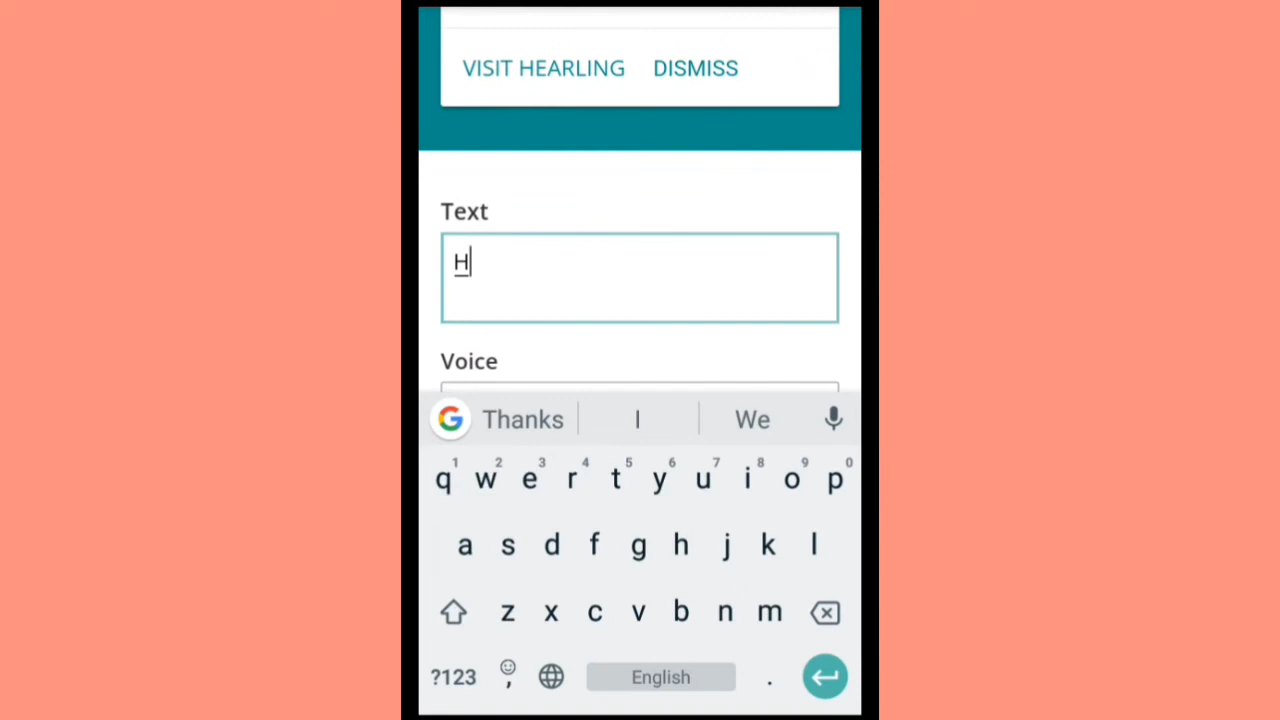 VISIT HEARLING DISMISS
Text
H
Voice
G Thanks I We
1 2 3 4 5 6 7 8 9 0
q w e r t y u i o p
a s d f g h j k l
z x c v b n m
?123 , English .